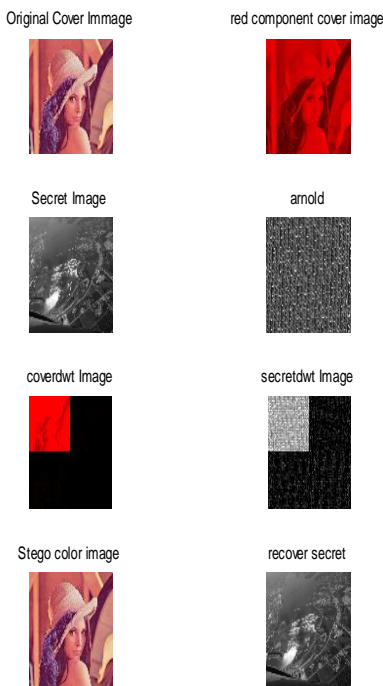 Original Cover Immage
red component cover image
Secret Image
arnold
coverdwt Image
secretdwt Image
Stego color image
recover secret